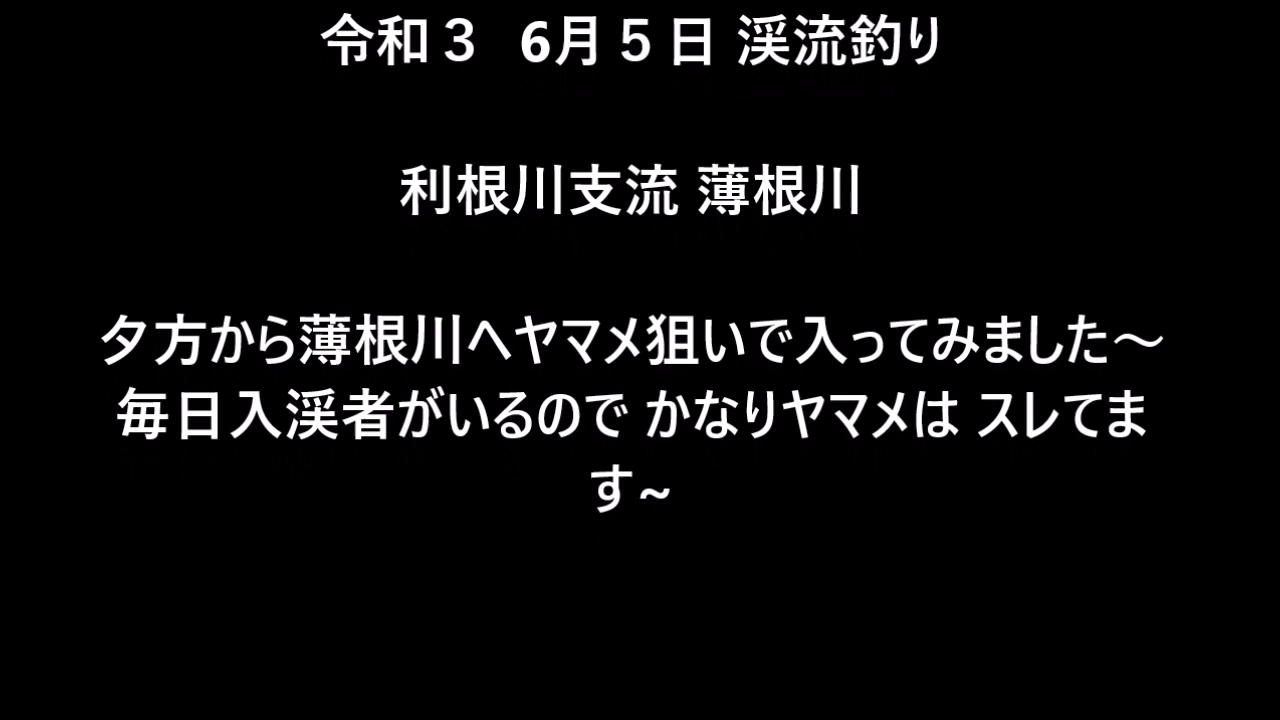 令和３ 6月５日 渓流釣り
利根川支流 薄根川
夕方から薄根川へヤマメ狙いで入ってみました～
毎日入渓者がいるので かなりヤマメは スレてま
す~